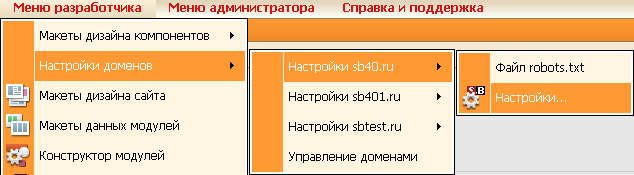 Меню разработчика Меню администратора Справка и поддержка
Макеты дизайна компонентов
Настройки доменов
Макеты дизайна сайта
Макеты данных модулей
Конструктор модулей
Настройки sb40.ru
Настройки sb401.ru
Настройки sbtest.ru
Управление доменами
Файл robots.txt
SB
Настройки...